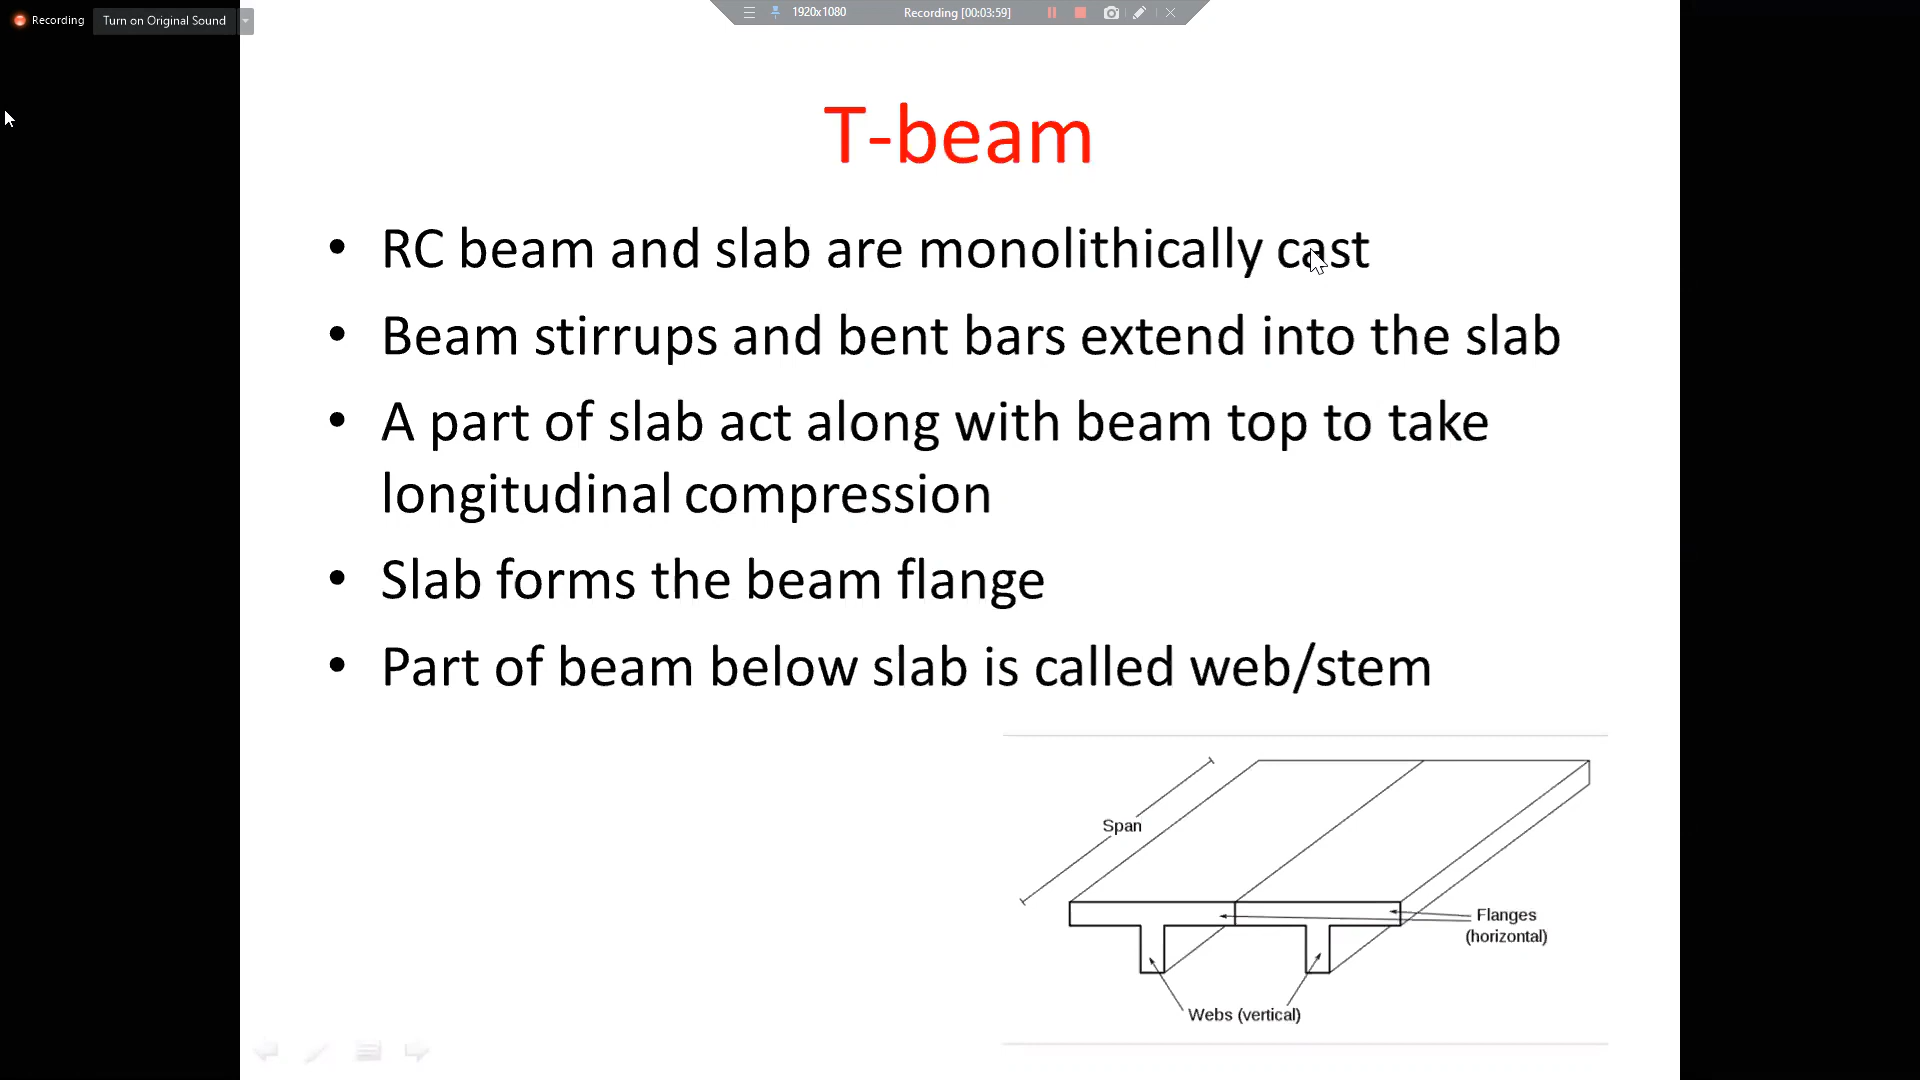 Recording
Turn on Original Sound
1920x1080
Recording [00:03:59]
T-beam
• RC beam and slab are monolithically cast
• Beam stirrups and bent bars extend into the slab
• A part of slab act along with beam top to take
longitudinal compression
• Slab forms the beam flange
• Part of beam below slab is called web/stem
Span
Flanges
(horizontal)
Webs (vertical)